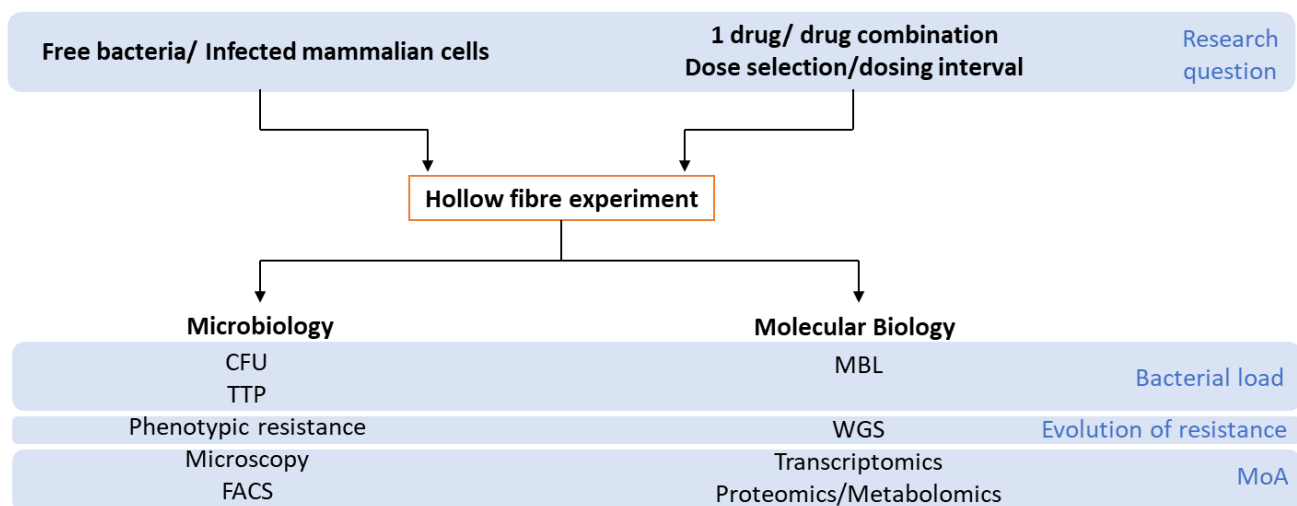 Free bacteria/ Infected mammalian cells
1 drug/ drug combination
Dose selection/dosing interval
Research
question
Hollow fibre experiment
Microbiology
Molecular Biology
CFU
TTP
MBL
Bacterial load
Phenotypic resistance
WGS
Evolution of resistance
Microscopy
FACS
Transcriptomics
Proteomics/Metabolomics
MoA